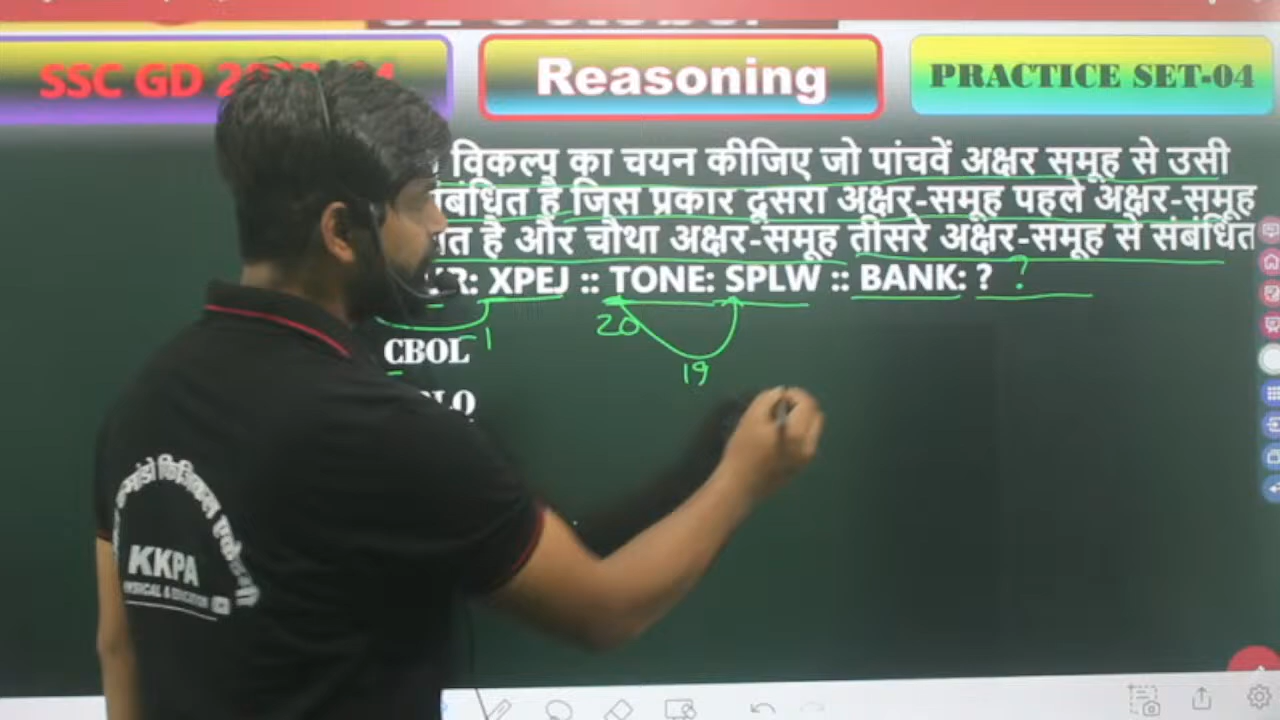 SSC GD
Reasoning
PRACTICE SET-04
विकल्प का चयन कीजिए जो पांचवें अक्षर समूह से उसी
है जिस प्रकार दूसरा अक्षर-समूह पहले अक्षर-समूह
है और चौथा अक्षर-समूह तीसरे अक्षर-समूह से संबंधित
XPEJ :: TONE: SPLW :: BANK: ? ?
-1
20
19
CBOL
KKPA